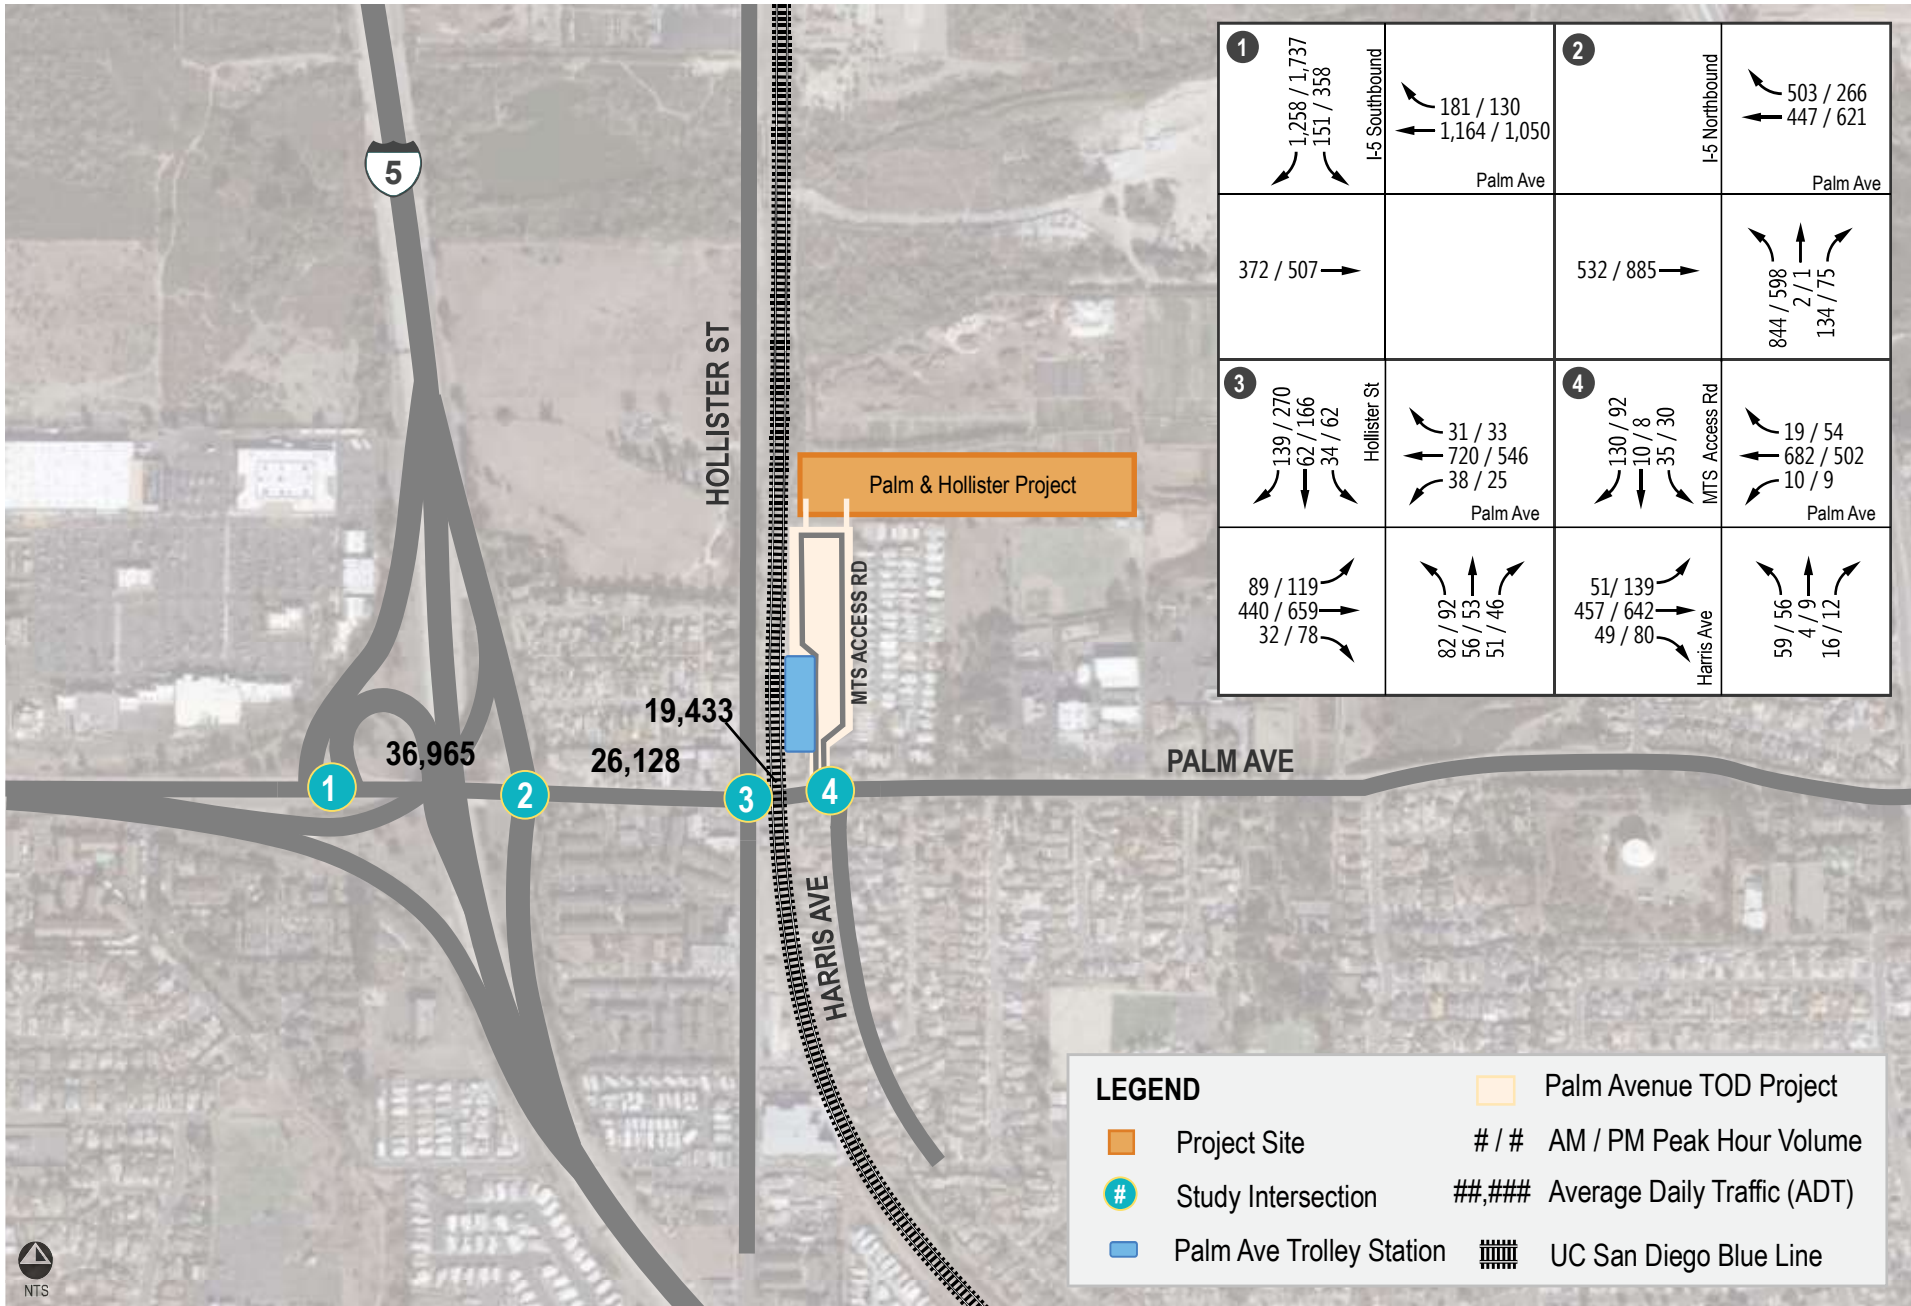 5
HOLLISTER ST
Palm & Hollister Project
MTS ACCESS RD
19,433
36,965
26,128
PALM AVE
1
2
3
4
HARRIS AVE
1
1,258 / 1,737
151 / 358
I-5 Southbound
181 / 130
1,164 / 1,050
Palm Ave
372 / 507
2
I-5 Northbound
503 / 266
447 / 621
Palm Ave
532 / 885
844 / 598
2 / 1
134 / 75
3
139 / 270
62 / 166
34 / 62
Hollister St
31 / 33
720 / 546
38 / 25
Palm Ave
89 / 119
440 / 659
32 / 78
82 / 92
56 / 53
51 / 46
4
130 / 92
10 / 8
35 / 30
MTS Access Rd
19 / 54
682 / 502
10 / 9
Palm Ave
51/ 139
457 / 642
49 / 80
Harris Ave
59 / 56
4 / 9
16 / 12
LEGEND
Project Site
# Study Intersection
Palm Ave Trolley Station
Palm Avenue TOD Project
# / # AM / PM Peak Hour Volume
##,### Average Daily Traffic (ADT)
UC San Diego Blue Line
NTS